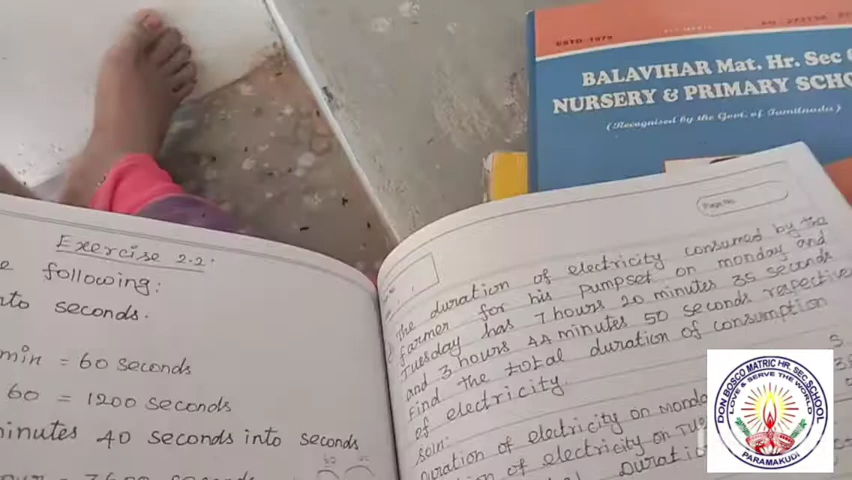 ESTD-1979
BALAVIHAR Mat. Hr. Sec &
NURSERY & PRIMARY SCHO
(Recognised by the Govt. of Tamilnadu)
Page No.
Exercise 2.2:
e following:
nto seconds.
min = 60 seconds
60 = 1200 seconds
minutes 40 seconds into seconds
The duration of electricity consumed by the
farmer for his pumpset on monday and
Tuesday has 7 hours 20 minutes 35 seconds
and 3 hours 44 minutes 50 seconds respective
Find the total duration of consumption
of electricity.
soln:
Duration of electricity on Monda
of electricity on Tu
Durati
DON BOSCO MATRIC HR. SEC SCHOOL
LOVE & SERVE THE WORLD
PARAMAKUDI